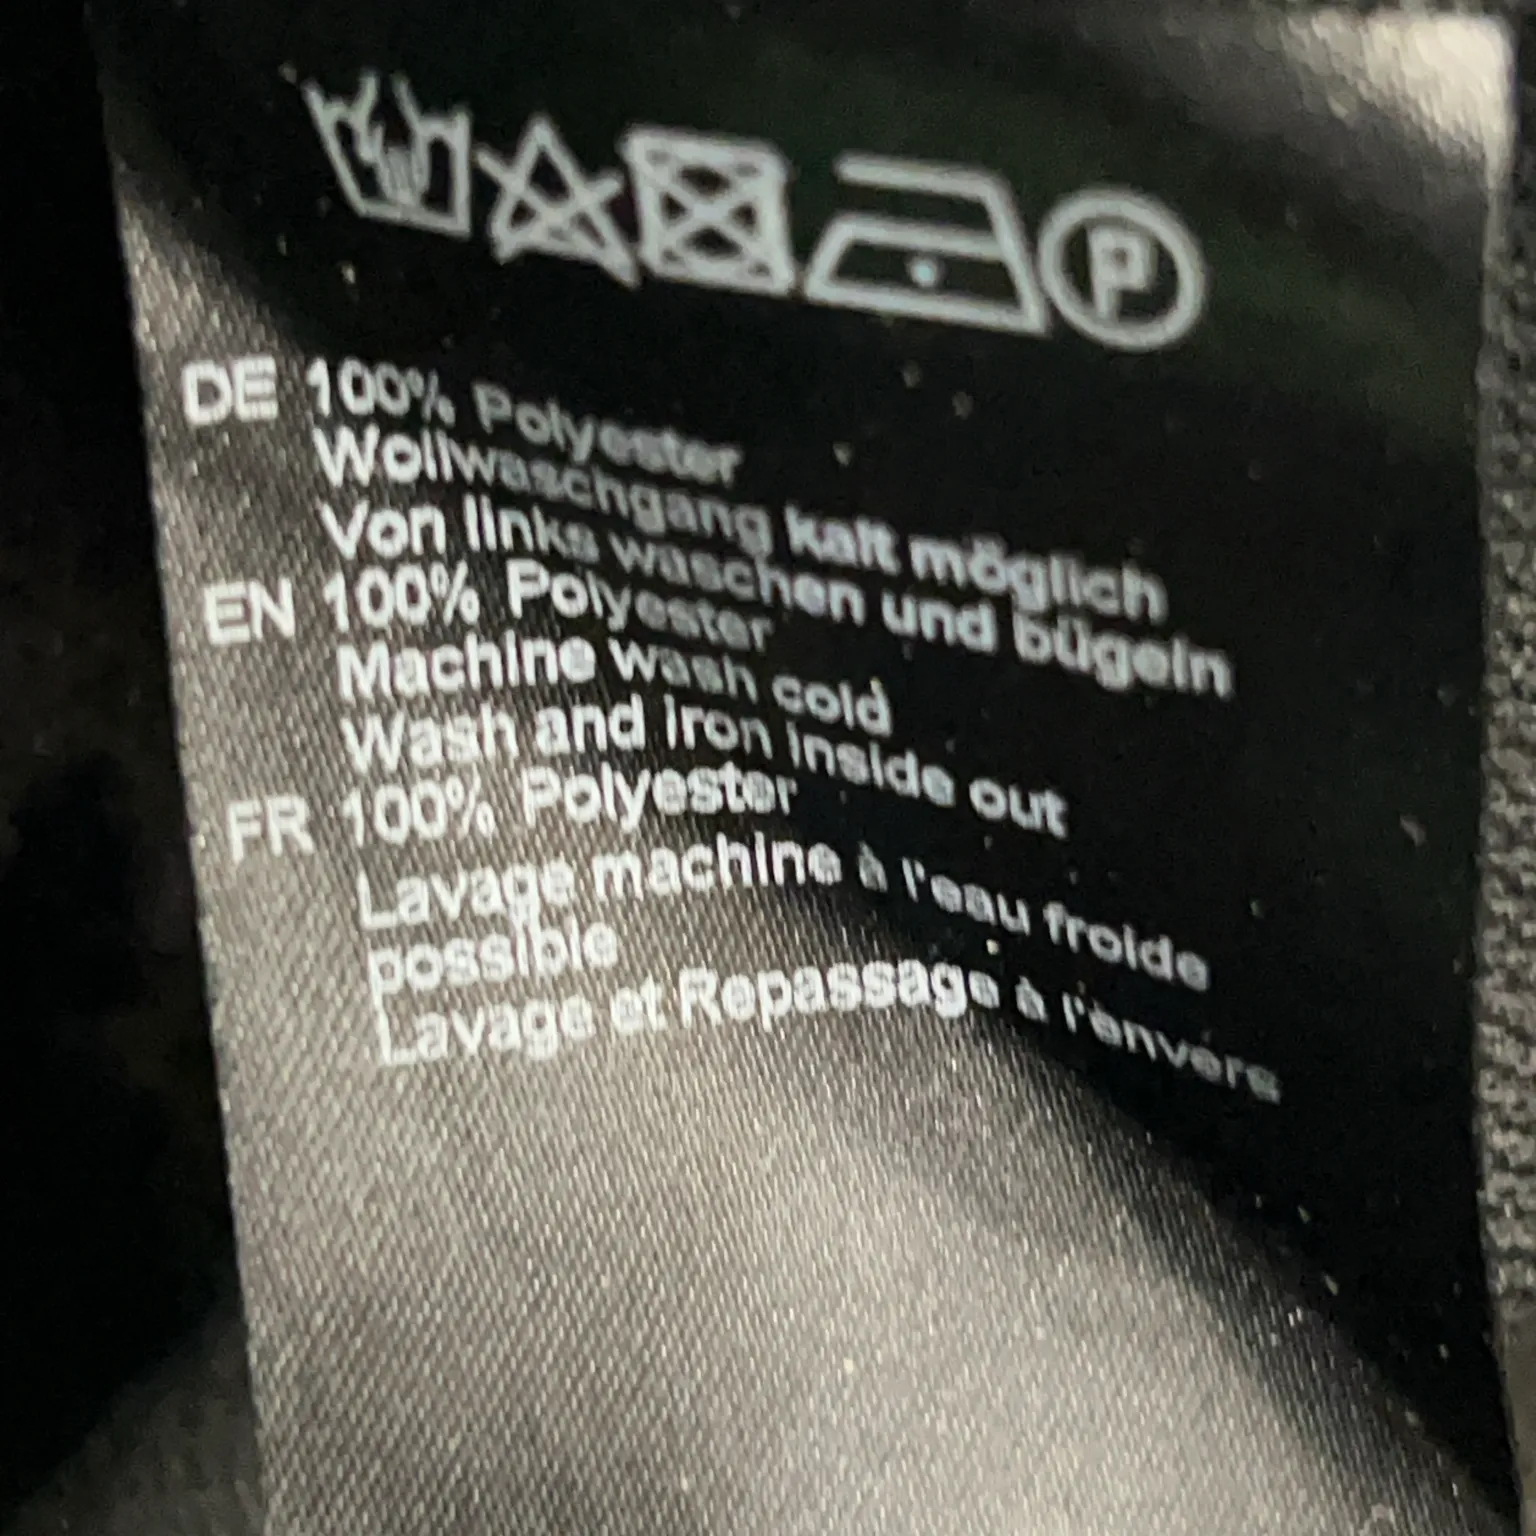 P
DE 100% Polyester
Wollwaschgang kalt möglich
Von links waschen und bügeln
EN 100% Polyester
Machine wash cold
Wash and iron inside out
FR 100% Polyester
Lavage machine à l'eau froide
possible
Lavage et Repassage à l'envers